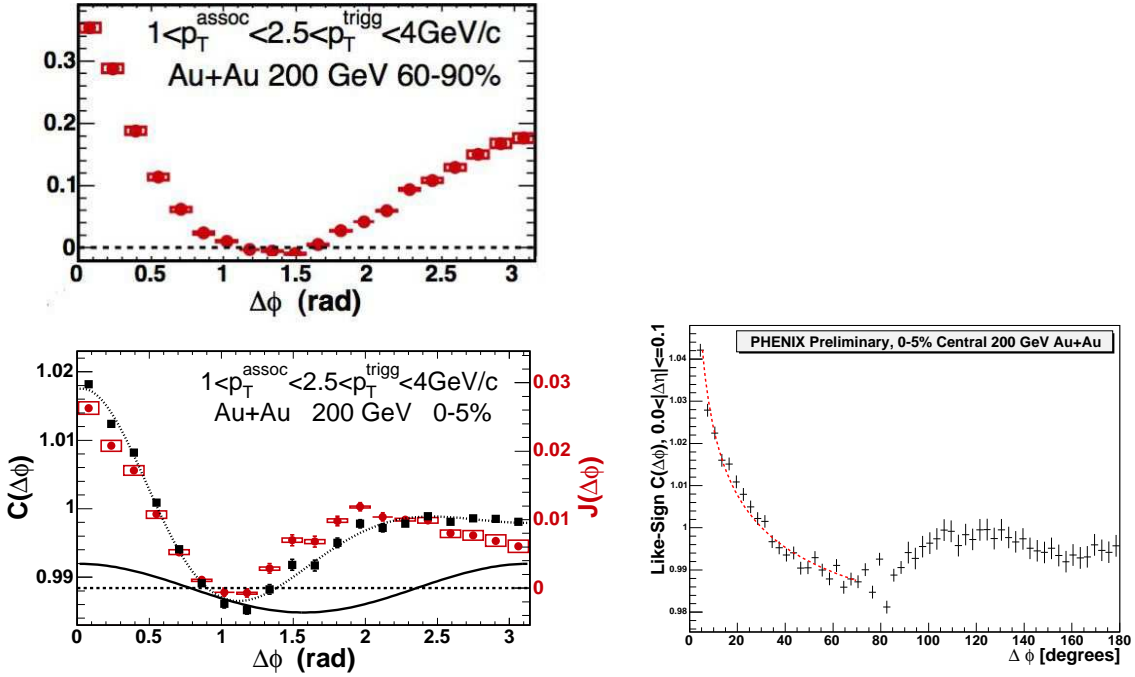 1<p_T^assoc<2.5<p_T^trigg<4GeV/c
Au+Au 200 GeV 60-90%
0.3
0.2
0.1
0
0 0.5 1 1.5 2 2.5 3
Δϕ (rad)
1<p_T^assoc<2.5<p_T^trigg<4GeV/c
Au+Au 200 GeV 0-5%
1.02
1.01
1
0.99
C(Δϕ)
0.03
0.02
0.01
0
J(Δϕ)
0 0.5 1 1.5 2 2.5 3
Δϕ (rad)
PHENIX Preliminary, 0-5% Central 200 GeV Au+Au
Like-Sign C(Δϕ), 0.0<|Δη|<=0.1
1.04
1.03
1.02
1.01
1
0.99
0.98
0 20 40 60 80 100 120 140 160 180
Δ ϕ [degrees]